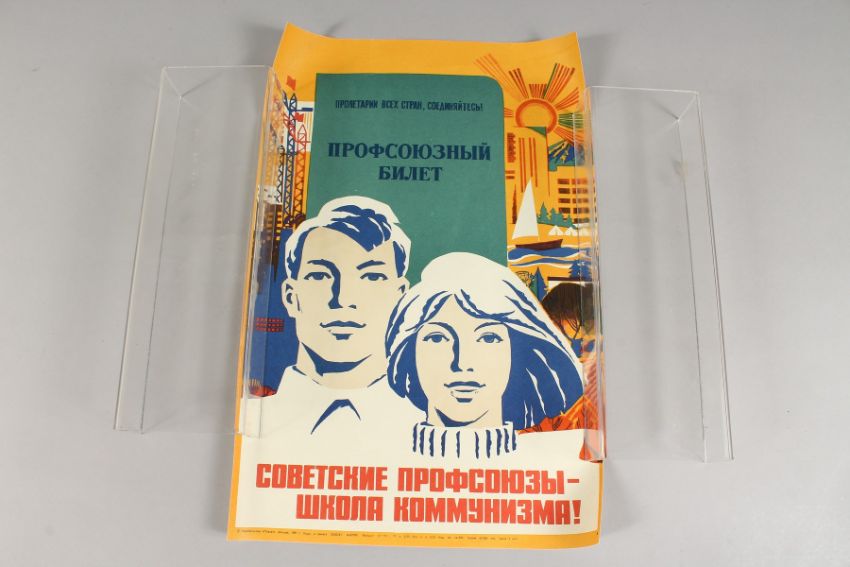 ПРОЛЕТАРИИ ВСЕХ СТРАН, СОЕДИНЯЙТЕСЬ!
ПРОФСОЮЗНЫЙ
БИЛЕТ
СОВЕТСКИЕ ПРОФСОЮЗЫ–
ШКОЛА КОММУНИЗМА!